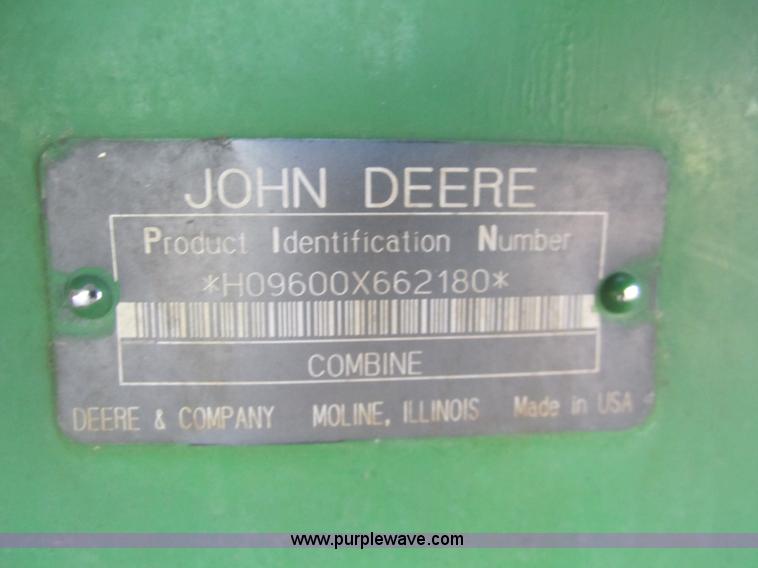 JOHN DEERE
Product Identification Number
*H09600X662180*
COMBINE
DEERE & COMPANY MOLINE, ILLINOIS Made in USA
www.purplewave.com